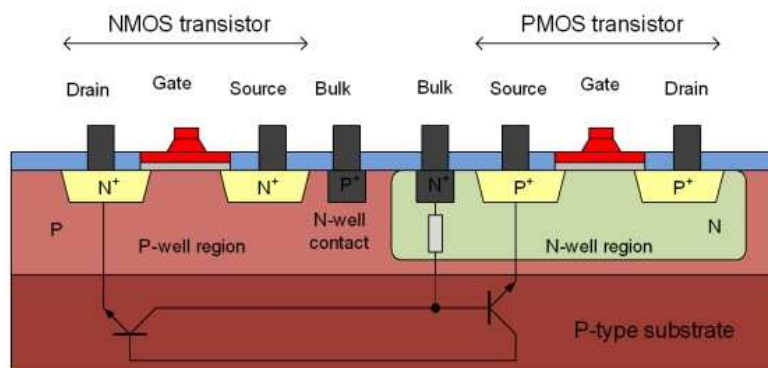 NMOS transistor
PMOS transistor
Drain
Gate
Source
Bulk
Bulk
Source
Gate
Drain
N+
N+
P+
N+
P+
P+
P
P-well region
N-well
contact
N-well region
N
P-type substrate